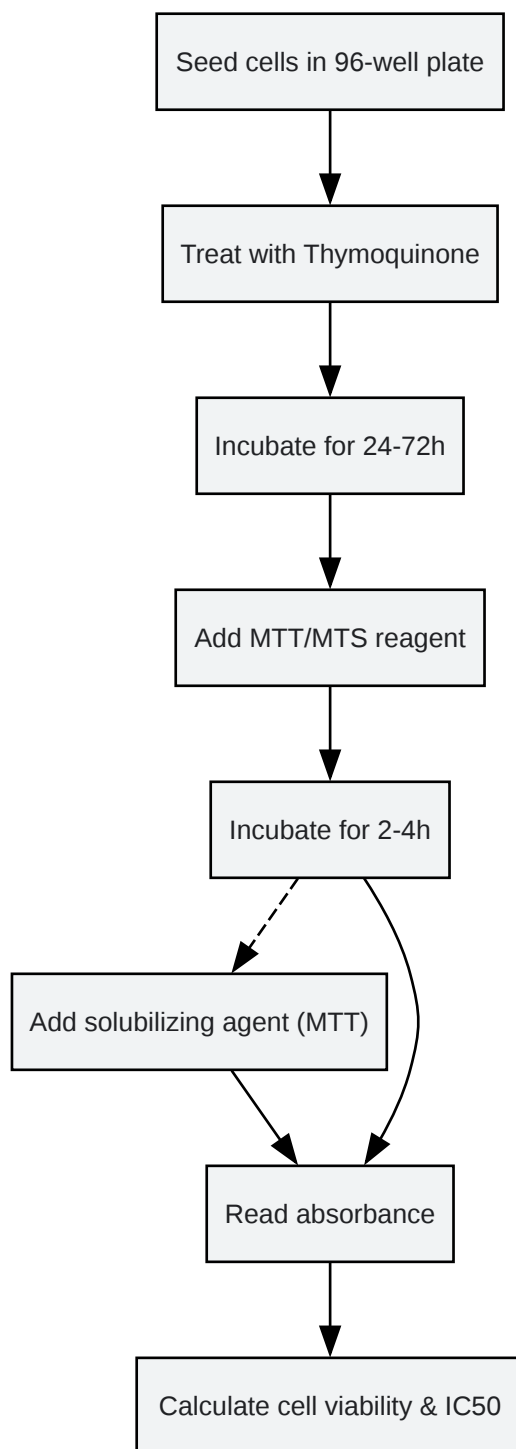 Seed cells in 96-well plate
Treat with Thymoquinone
Incubate for 24-72h
Add MTT/MTS reagent
Incubate for 2-4h
Add solubilizing agent (MTT)
Read absorbance
Calculate cell viability & IC50